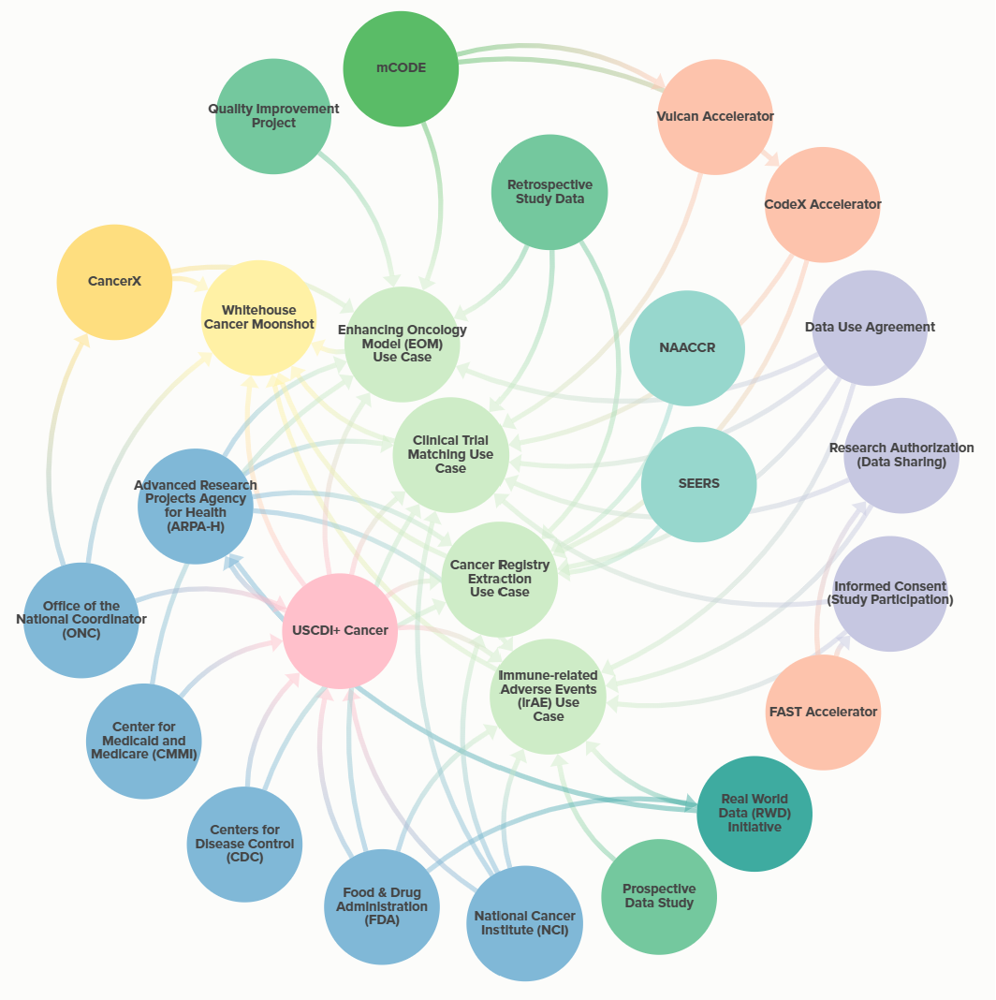 mCODE
Quality Improvement
Project
Vulcan Accelerator
Retrospective
Study Data
CodeX Accelerator
CancerX
Whitehouse
Cancer Moonshot
Enhancing Oncology
Model (EOM)
Use Case
NAACCR
Data Use Agreement
Clinical Trial
Matching Use
Case
Research Authorization
(Data Sharing)
SEERS
Advanced Research
Projects Agency
for Health
(ARPA-H)
Cancer Registry
Extraction
Use Case
Informed Consent
(Study Participation)
Office of the
National Coordinator
(ONC)
USCDI+ Cancer
Immune-related
Adverse Events
(irAE) Use
Case
FAST Accelerator
Center for
Medicaid and
Medicare (CMMI)
Real World
Data (RWD)
Initiative
Centers for
Disease Control
(CDC)
Food & Drug
Administration
(FDA)
National Cancer
Institute (NCI)
Prospective
Data Study